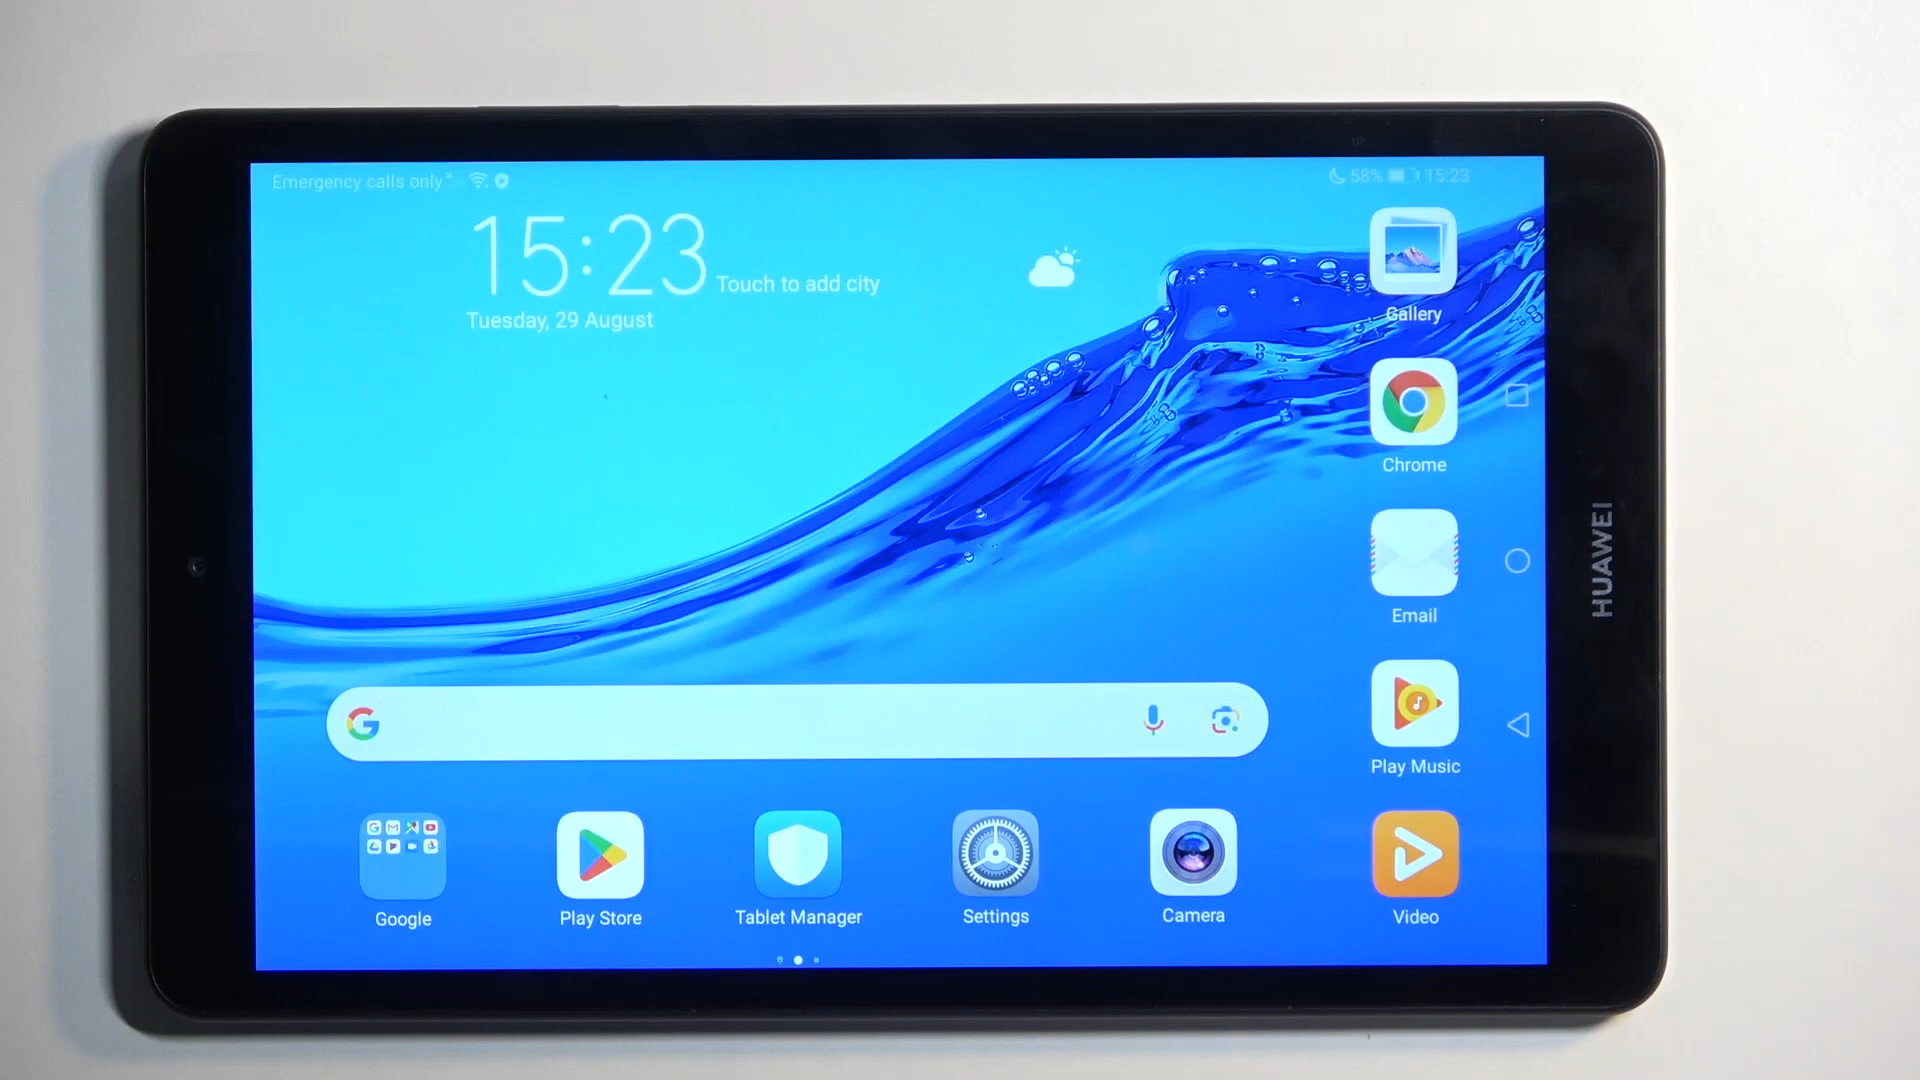 Emergency calls only
58% 15:23
15:23 Touch to add city
Tuesday, 29 August
Gallery
Chrome
Email
Play Music
HUAWEI
Google
Play Store
Tablet Manager
Settings
Camera
Video